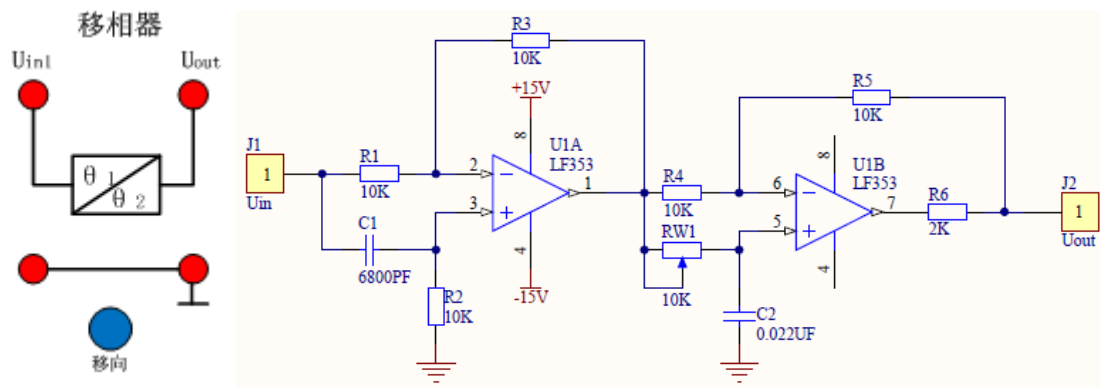 移相器
Uin1
Uout
θ 1
θ 2
移向
R3
10K
+15V
8
U1A
LF353
J1
1
Uin
R1
10K
2
3
1
C1
6800PF
4
-15V
R2
10K
R4
10K
RW1
10K
R5
10K
8
U1B
LF353
6
5
7
R6
2K
4
C2
0.022UF
J2
1
Uout